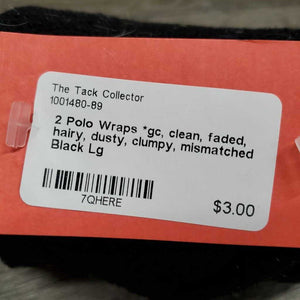 The Tack Collector
1001480-89
2 Polo Wraps *gc, clean, faded,
hairy, dusty, clumpy, mismatched
Black Lg
7QHERE
$3.00